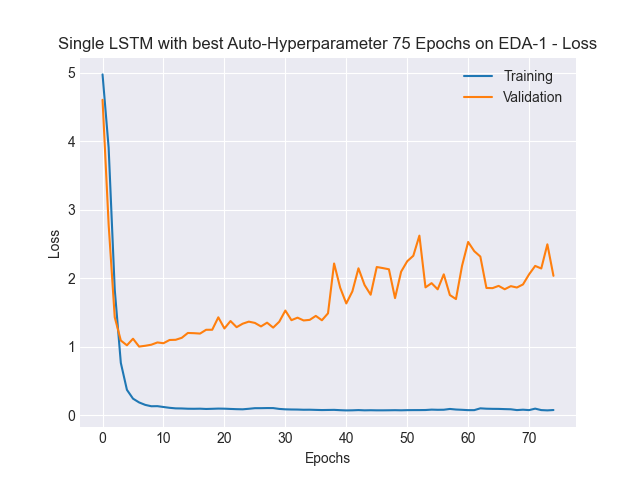 Single LSTM with best Auto-Hyperparameter 75 Epochs on EDA-1 - Loss
Training
Validation
5
4
3
2
1
0
Loss
0 10 20 30 40 50 60 70
Epochs